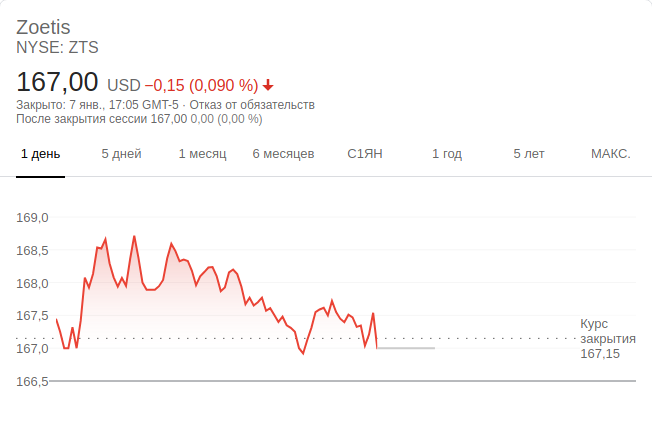 Zoetis
NYSE: ZTS
167,00 USD −0,15 (0,090 %)
Закрыто: 7 янв., 17:05 GMT-5 · Отказ от обязательств
После закрытия сессии 167,00 0,00 (0,00 %)
1 день 5 дней 1 месяц 6 месяцев С1ЯН 1 год 5 лет МАКС.
169,0
168,5
168,0
167,5
167,0
166,5
Курс
закрытия
167,15